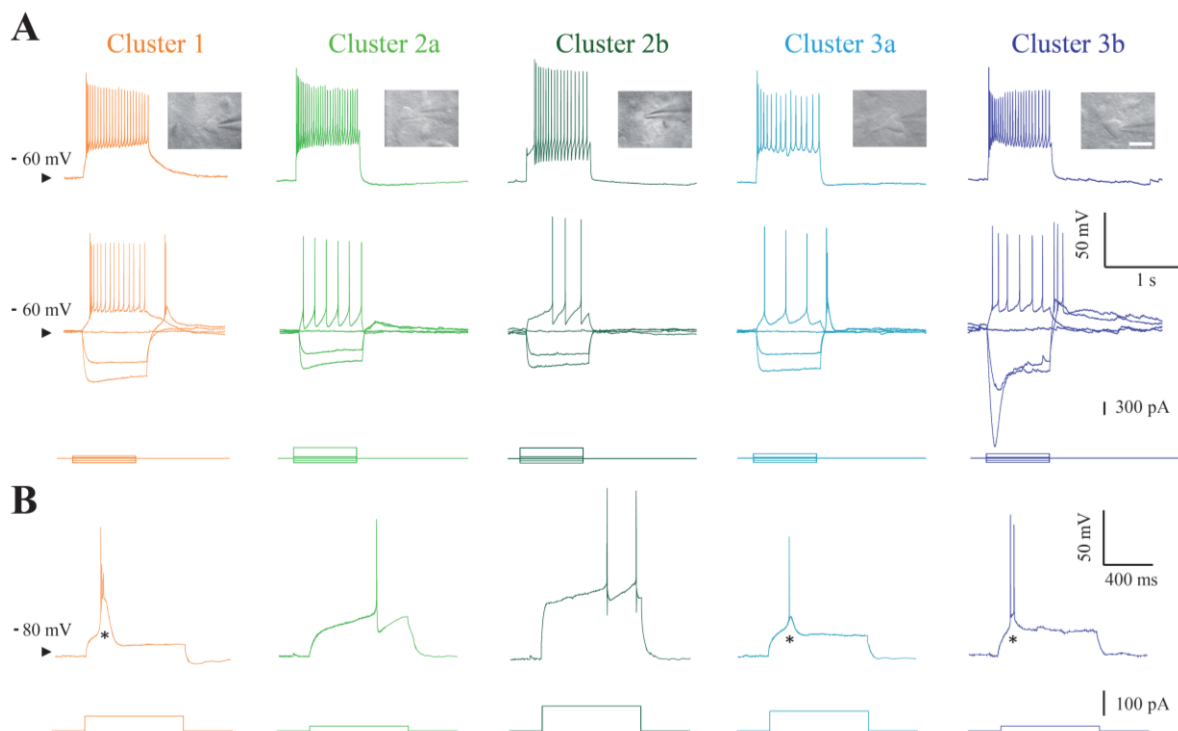 A
Cluster 1
Cluster 2a
Cluster 2b
Cluster 3a
Cluster 3b
- 60 mV
- 60 mV
50 mV
1 s
300 pA
B
- 80 mV
*
*
*
50 mV
400 ms
100 pA